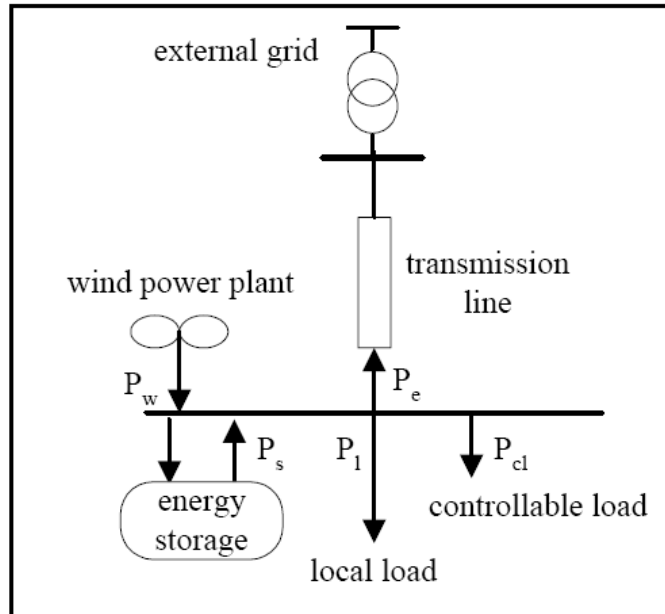 external grid
transmission
line
wind power plant
P_w
P_e
P_s
P_l
P_cl
energy
storage
controllable load
local load